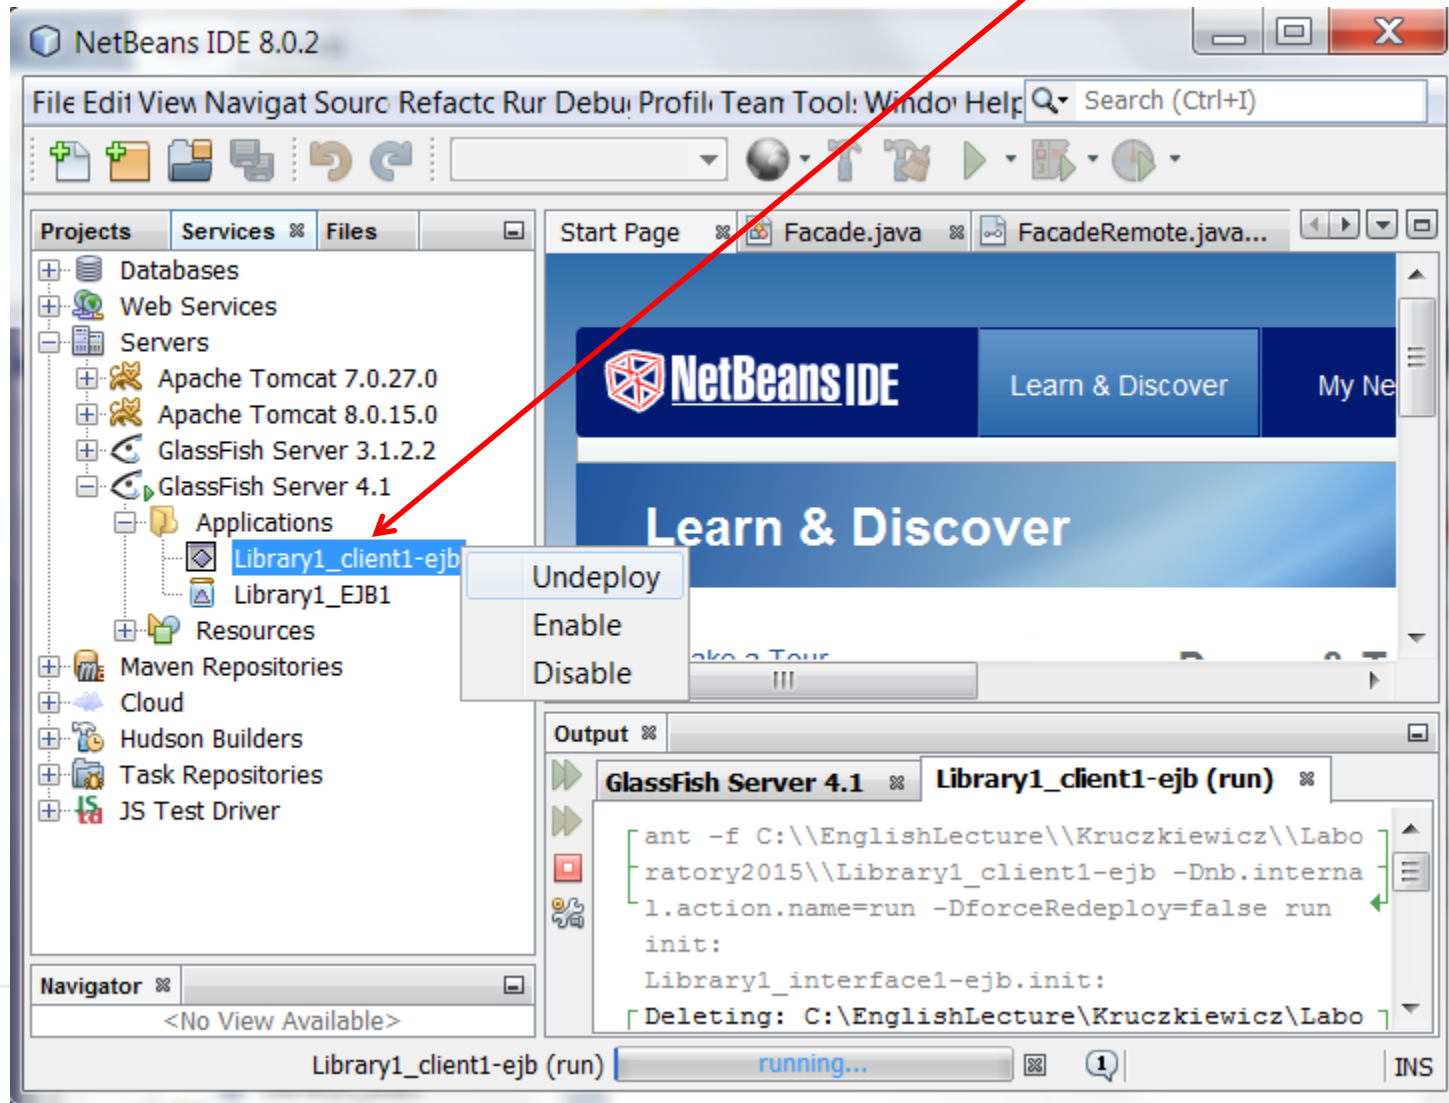 NetBeans IDE 8.0.2
File Edit View Navigat Sourc Refactc Rur Debu Profil Tean Tool: Windo Help Search (Ctrl+I)
Projects Services Files
Start Page Facade.java FacadeRemote.java...
Databases
Web Services
Servers
Apache Tomcat 7.0.27.0
Apache Tomcat 8.0.15.0
GlassFish Server 3.1.2.2
GlassFish Server 4.1
Applications
Library1_client1-ejb
Library1_EJB1
Resources
Maven Repositories
Cloud
Hudson Builders
Task Repositories
JS Test Driver
Undeploy
Enable
Disable
NetBeans IDE
Learn & Discover My Ne
Learn & Discover
Output
GlassFish Server 4.1 Library1_client1-ejb (run)
ant -f C:\\EnglishLecture\\Kruczkiewicz\\Labo
ratory2015\\Library1_client1-ejb -Dnb.interna
l.action.name=run -DforceRedeploy=false run
init:
Library1_interface1-ejb.init:
Deleting: C:\EnglishLecture\Kruczkiewicz\Labo
Navigator
<No View Available>
Library1_client1-ejb (run) running... 1 INS